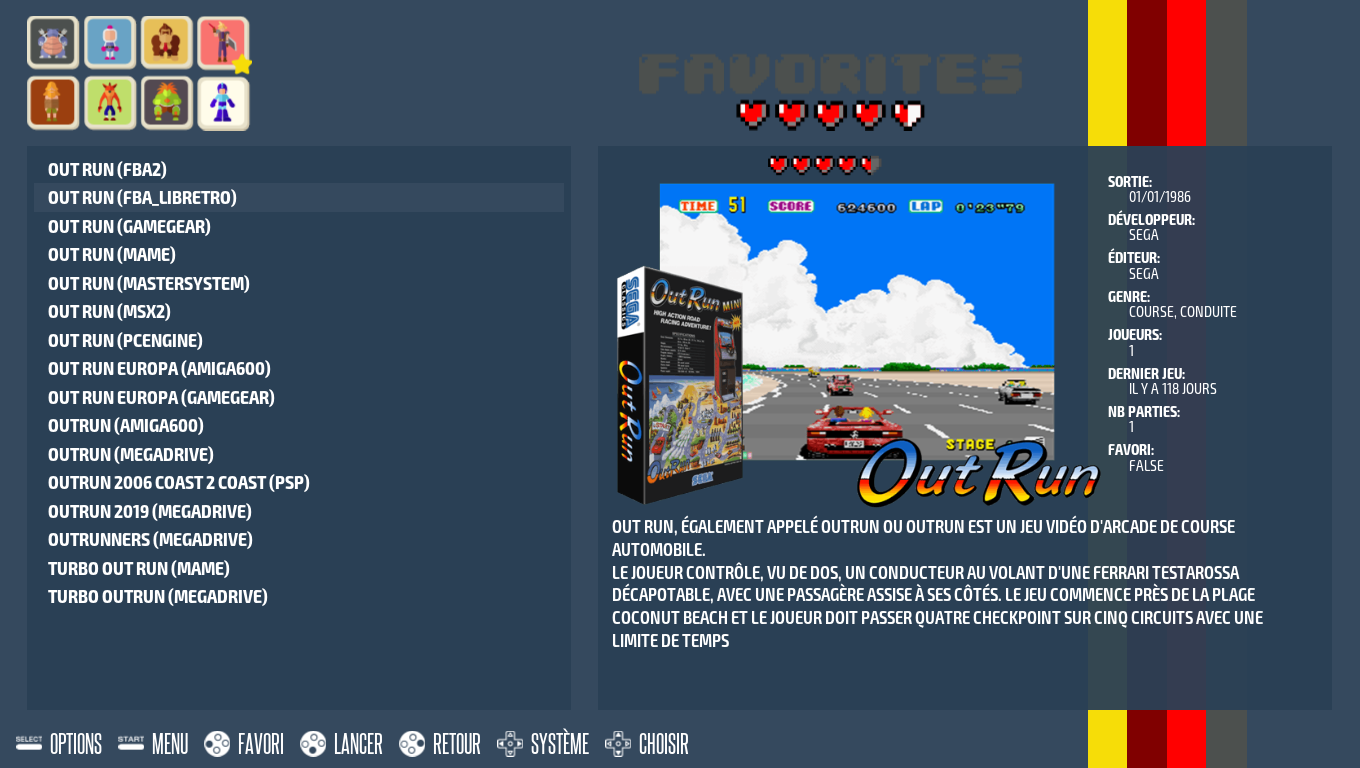 FAVORITES
OUT RUN (FBA2)
OUT RUN (FBA_LIBRETRO)
OUT RUN (GAMEGEAR)
OUT RUN (MAME)
OUT RUN (MASTERSYSTEM)
OUT RUN (MSX2)
OUT RUN (PCENGINE)
OUT RUN EUROPA (AMIGA600)
OUT RUN EUROPA (GAMEGEAR)
OUTRUN (AMIGA600)
OUTRUN (MEGADRIVE)
OUTRUN 2006 COAST 2 COAST (PSP)
OUTRUN 2019 (MEGADRIVE)
OUTRUNNERS (MEGADRIVE)
TURBO OUT RUN (MAME)
TURBO OUTRUN (MEGADRIVE)
TIME 51 SCORE 624600 LAP 0'23"79
SEGA
OutRun MINI
HIGH ACTION ROAD
RACING ADVENTURE!
OutRun
SEGA
STAGE
OutRun
SORTIE:
01/01/1986
DÉVELOPPEUR:
SEGA
ÉDITEUR:
SEGA
GENRE:
COURSE, CONDUITE
JOUEURS:
1
DERNIER JEU:
IL Y A 118 JOURS
NB PARTIES:
1
FAVORI:
FALSE
OUT RUN, ÉGALEMENT APPELÉ OUTRUN OU OUTRUN EST UN JEU VIDÉO D'ARCADE DE COURSE
AUTOMOBILE.
LE JOUEUR CONTRÔLE, VU DE DOS, UN CONDUCTEUR AU VOLANT D'UNE FERRARI TESTAROSSA
DÉCAPOTABLE, AVEC UNE PASSAGÈRE ASSISE À SES CÔTÉS. LE JEU COMMENCE PRÈS DE LA PLAGE
COCONUT BEACH ET LE JOUEUR DOIT PASSER QUATRE CHECKPOINT SUR CINQ CIRCUITS AVEC UNE
LIMITE DE TEMPS
SELECT OPTIONS START MENU FAVORI LANCER RETOUR SYSTÈME CHOISIR